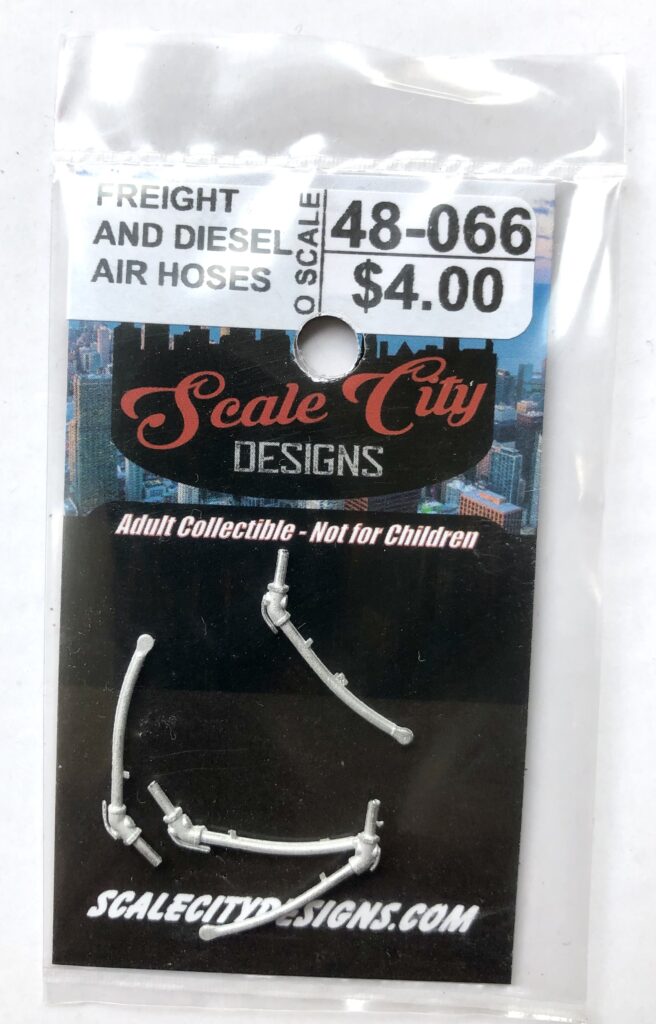 FREIGHT
AND DIESEL
AIR HOSES
O SCALE
48-066
$4.00
Scale City
DESIGNS
Adult Collectible - Not for Children
SCALECITYDESIGNS.COM